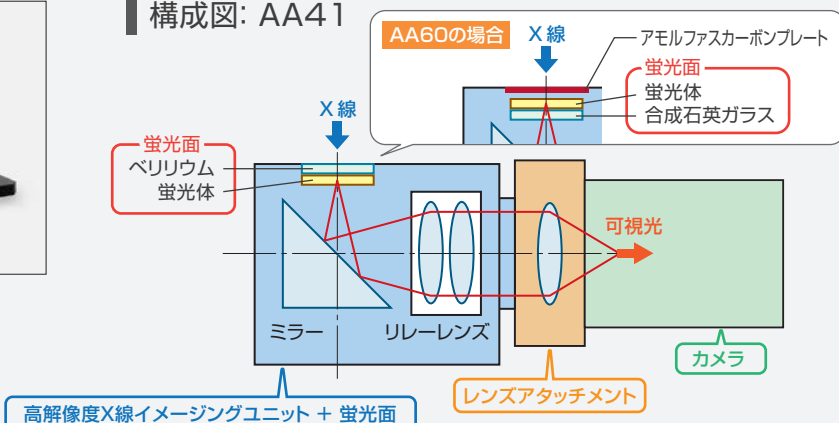 構成図: AA41
AA60の場合
X線
アモルファスカーボンプレート
蛍光面
蛍光体
合成石英ガラス
X線
蛍光面
ベリリウム
蛍光体
可視光
ミラー
リレーレンズ
カメラ
レンズアタッチメント
高解像度X線イメージングユニット + 蛍光面